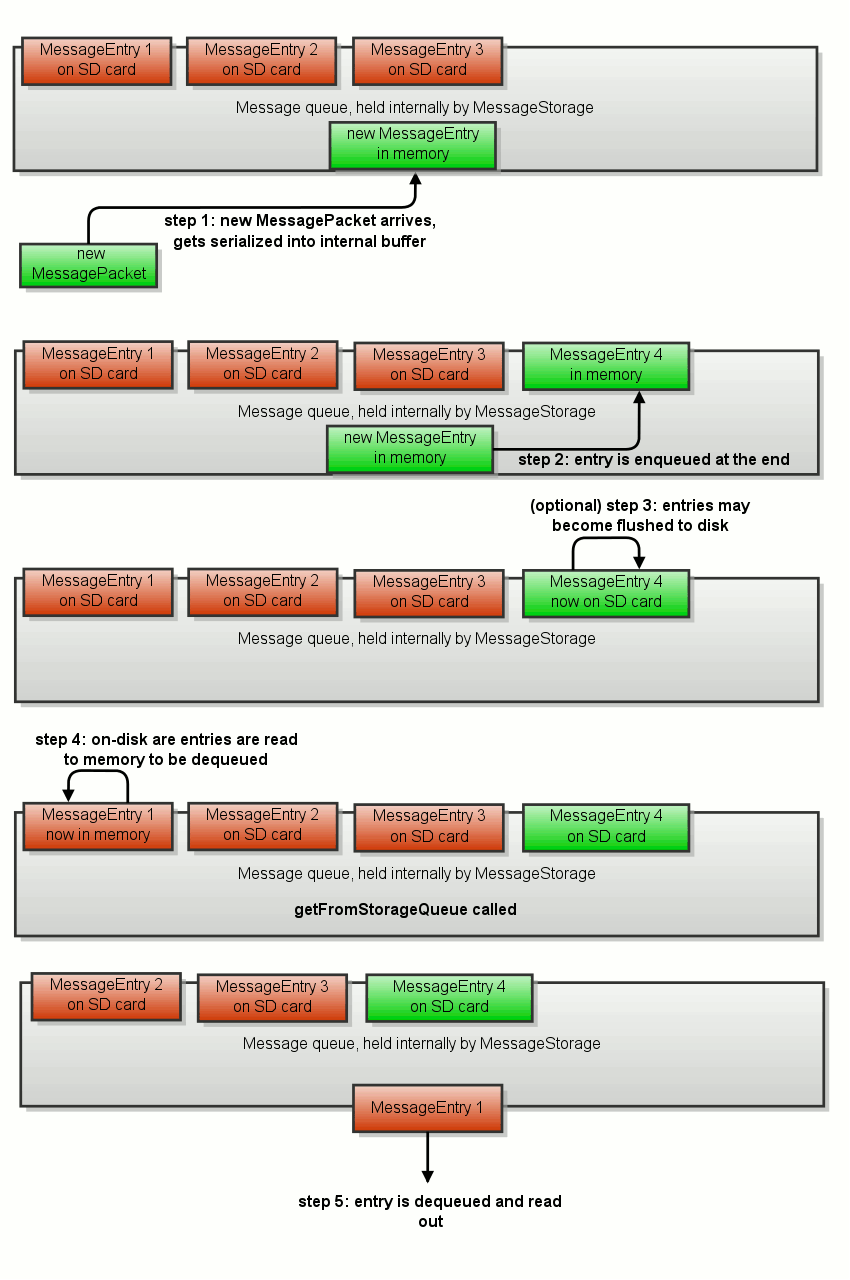 MessageEntry 1
on SD card
MessageEntry 2
on SD card
MessageEntry 3
on SD card
Message queue, held internally by MessageStorage
new MessageEntry
in memory
step 1: new MessagePacket arrives,
gets serialized into internal buffer
new
MessagePacket
MessageEntry 1
on SD card
MessageEntry 2
on SD card
MessageEntry 3
on SD card
MessageEntry 4
in memory
Message queue, held internally by MessageStorage
new MessageEntry
in memory
step 2: entry is enqueued at the end
(optional) step 3: entries may
become flushed to disk
MessageEntry 1
on SD card
MessageEntry 2
on SD card
MessageEntry 3
on SD card
MessageEntry 4
now on SD card
Message queue, held internally by MessageStorage
step 4: on-disk are entries are read
to memory to be dequeued
MessageEntry 1
now in memory
MessageEntry 2
on SD card
MessageEntry 3
on SD card
MessageEntry 4
on SD card
Message queue, held internally by MessageStorage
getFromStorageQueue called
MessageEntry 2
on SD card
MessageEntry 3
on SD card
MessageEntry 4
on SD card
Message queue, held internally by MessageStorage
MessageEntry 1
step 5: entry is dequeued and read
out